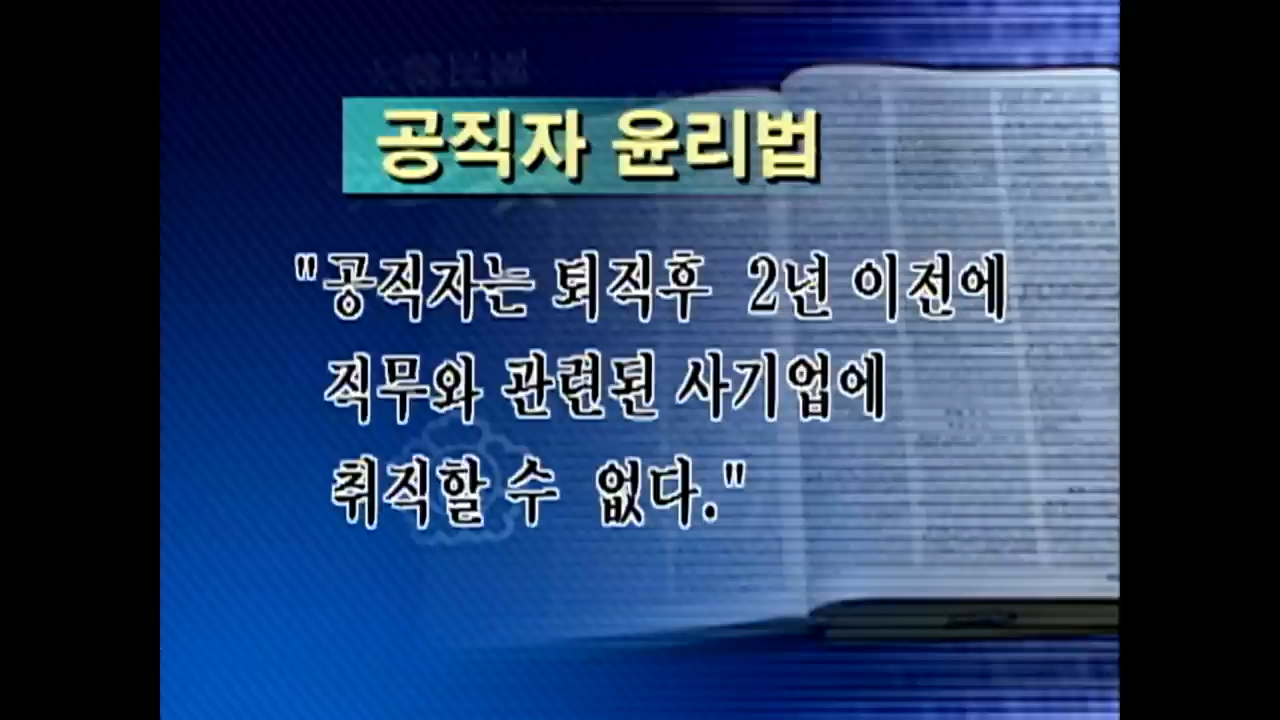 공직자 윤리법
"공직자는 퇴직후 2년 이전에
직무와 관련된 사기업에
취직할 수 없다."